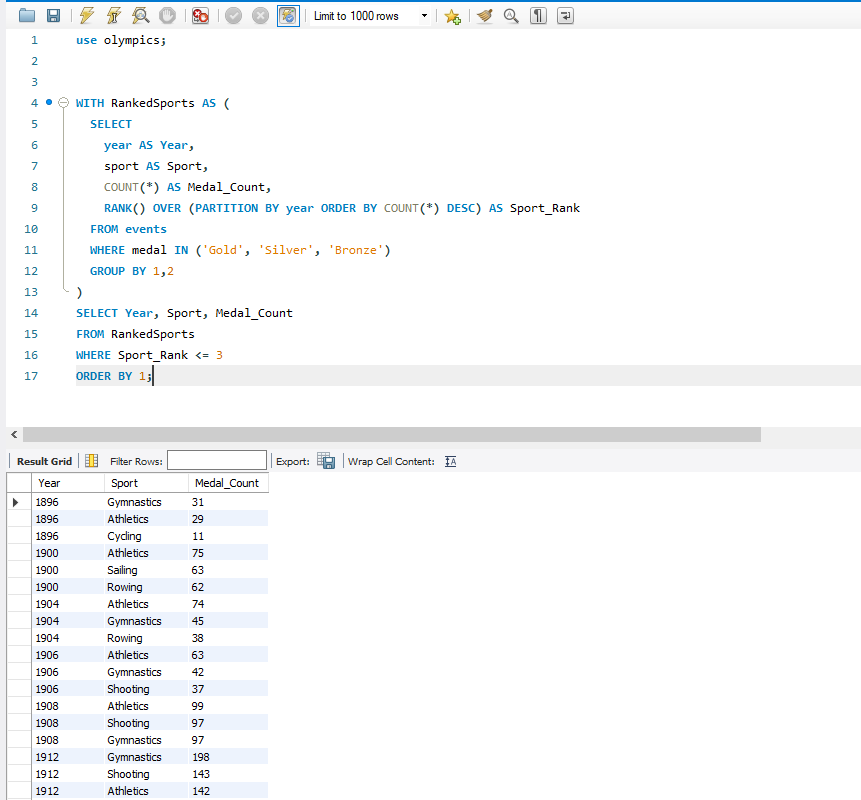 Limit to 1000 rows
1 use olympics;
2
3
4 WITH RankedSports AS (
5 SELECT
6 year AS Year,
7 sport AS Sport,
8 COUNT(*) AS Medal_Count,
9 RANK() OVER (PARTITION BY year ORDER BY COUNT(*) DESC) AS Sport_Rank
10 FROM events
11 WHERE medal IN ('Gold', 'Silver', 'Bronze')
12 GROUP BY 1,2
13 )
14 SELECT Year, Sport, Medal_Count
15 FROM RankedSports
16 WHERE Sport_Rank <= 3
17 ORDER BY 1;
Result Grid Filter Rows: Export: Wrap Cell Content: IA
Year Sport Medal_Count
1896 Gymnastics 31
1896 Athletics 29
1896 Cycling 11
1900 Athletics 75
1900 Sailing 63
1900 Rowing 62
1904 Athletics 74
1904 Gymnastics 45
1904 Rowing 38
1906 Athletics 63
1906 Gymnastics 42
1906 Shooting 37
1908 Athletics 99
1908 Shooting 97
1908 Gymnastics 97
1912 Gymnastics 198
1912 Shooting 143
1912 Athletics 142